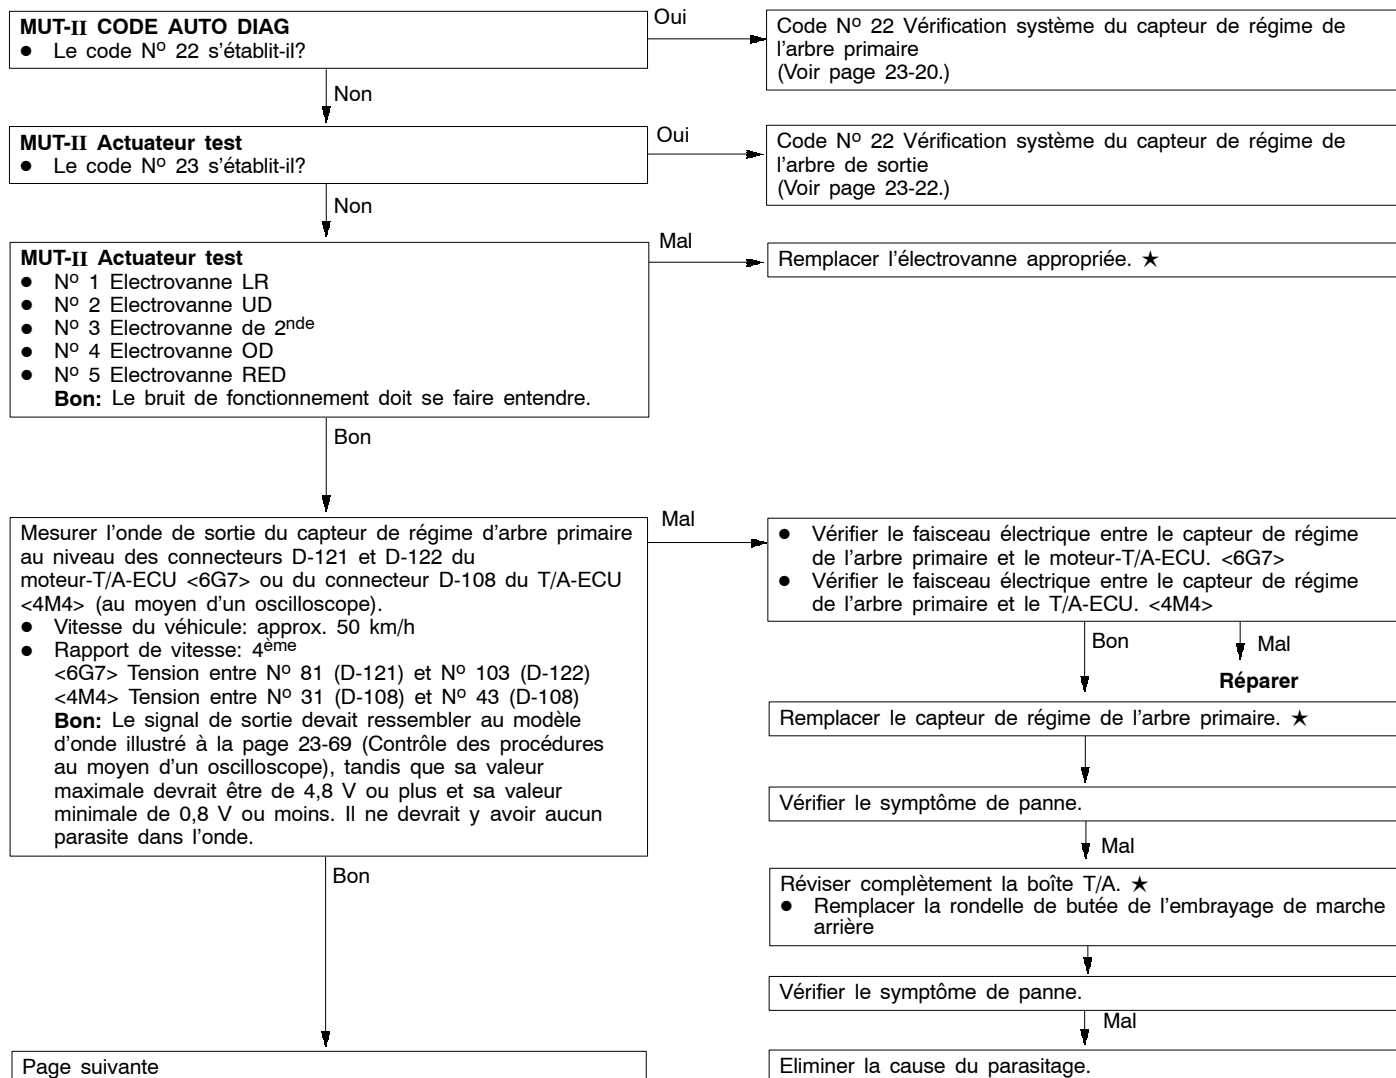 MUT-II CODE AUTO DIAG
● Le code Nº 22 s'établit-il?
Oui
Code Nº 22 Vérification système du capteur de régime de
l'arbre primaire
(Voir page 23-20.)
Non
MUT-II Actuateur test
● Le code Nº 23 s'établit-il?
Oui
Code Nº 22 Vérification système du capteur de régime de
l'arbre de sortie
(Voir page 23-22.)
Non
MUT-II Actuateur test
● Nº 1 Electrovanne LR
● Nº 2 Electrovanne UD
● Nº 3 Electrovanne de 2nde
● Nº 4 Electrovanne OD
● Nº 5 Electrovanne RED
Bon: Le bruit de fonctionnement doit se faire entendre.
Mal
Remplacer l'électrovanne appropriée. ★
Bon
Mesurer l'onde de sortie du capteur de régime d'arbre primaire
au niveau des connecteurs D-121 et D-122 du
moteur-T/A-ECU <6G7> ou du connecteur D-108 du T/A-ECU
<4M4> (au moyen d'un oscilloscope).
● Vitesse du véhicule: approx. 50 km/h
● Rapport de vitesse: 4ème
<6G7> Tension entre Nº 81 (D-121) et Nº 103 (D-122)
<4M4> Tension entre Nº 31 (D-108) et Nº 43 (D-108)
Bon: Le signal de sortie devait ressembler au modèle
d'onde illustré à la page 23-69 (Contrôle des procédures
au moyen d'un oscilloscope), tandis que sa valeur
maximale devrait être de 4,8 V ou plus et sa valeur
minimale de 0,8 V ou moins. Il ne devrait y avoir aucun
parasite dans l'onde.
Mal
● Vérifier le faisceau électrique entre le capteur de régime
de l'arbre primaire et le moteur-T/A-ECU. <6G7>
● Vérifier le faisceau électrique entre le capteur de régime
de l'arbre primaire et le T/A-ECU. <4M4>
Bon
Mal
Réparer
Remplacer le capteur de régime de l'arbre primaire. ★
Vérifier le symptôme de panne.
Mal
Réviser complètement la boîte T/A. ★
● Remplacer la rondelle de butée de l'embrayage de marche
arrière
Vérifier le symptôme de panne.
Mal
Eliminer la cause du parasitage.
Bon
Page suivante